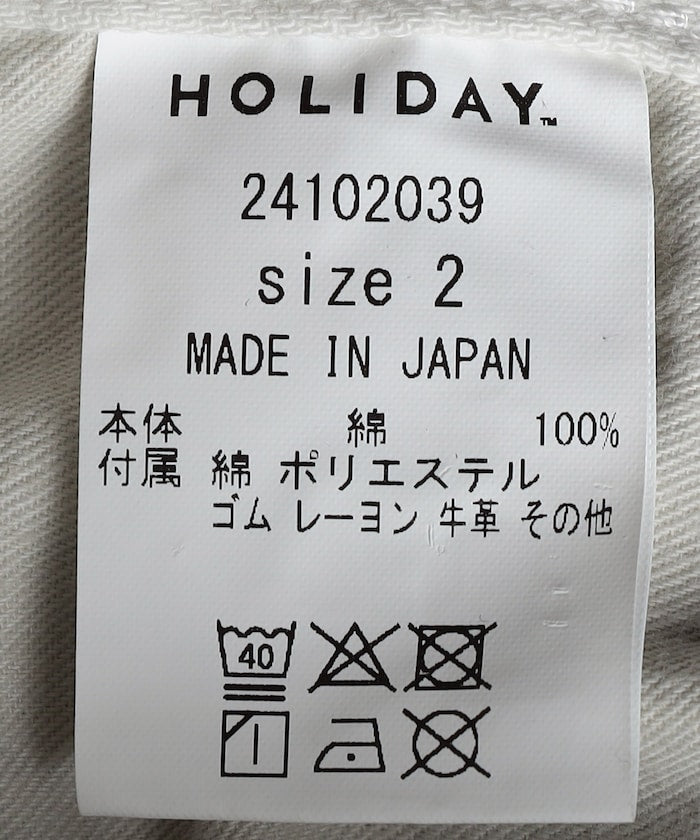 HOLIDAY™
24102039
size 2
MADE IN JAPAN
本体 綿 100%
付属 綿 ポリエステル
ゴム レーヨン 牛革 その他
40